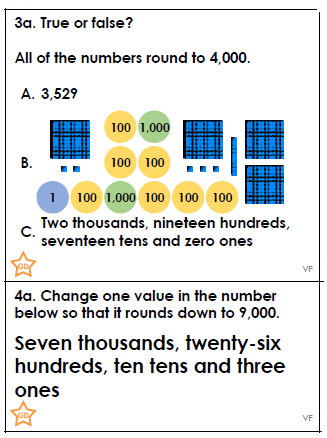 3a. True or false?
All of the numbers round to 4,000.
A. 3,529
100 1,000
B.
100 100
1 100 1,000 100 100 100
C. Two thousands, nineteen hundreds,
seventeen tens and zero ones
GD
VF
4a. Change one value in the number
below so that it rounds down to 9,000.
Seven thousands, twenty-six
hundreds, ten tens and three
ones
GD
VF